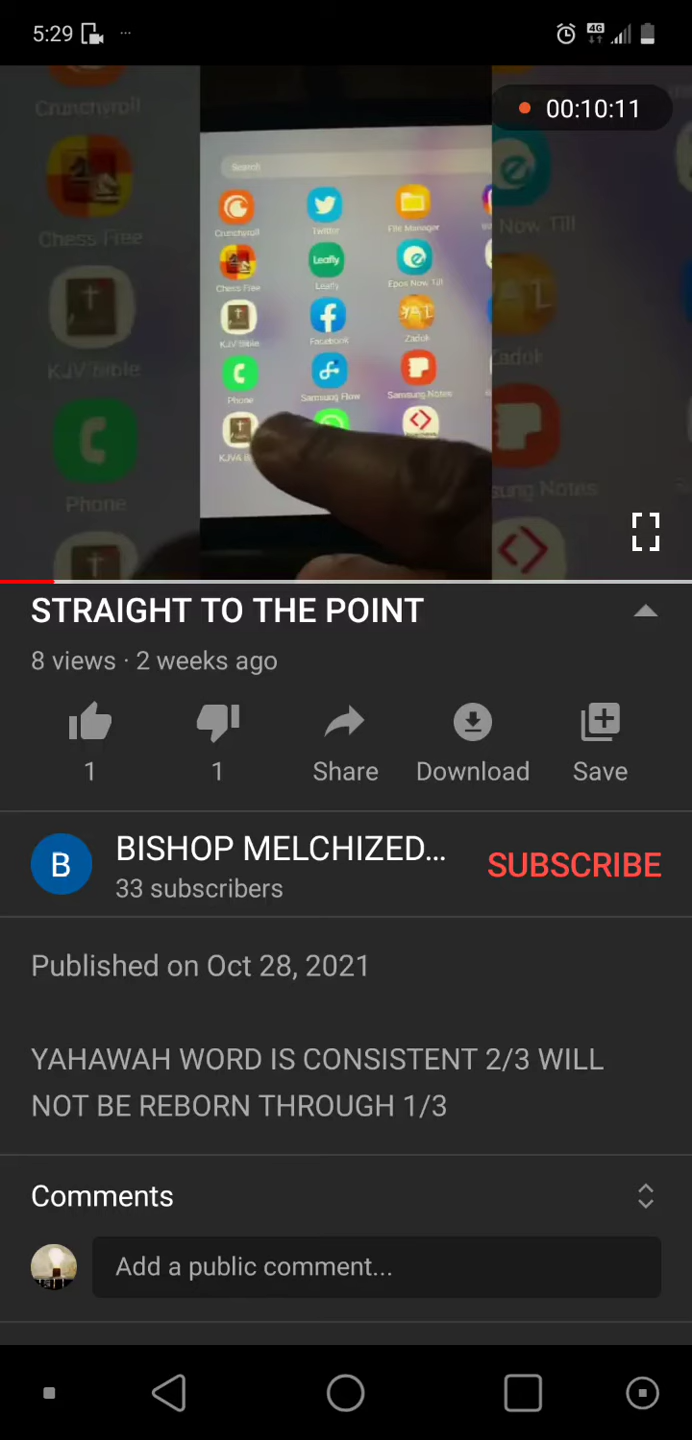 5:29
4G
00:10:11
Crunchyroll
Chess Free
KJV Bible
Phone
Search
Crunchyroll
Twitter
File Manager
Chess Free
Leafly
Leafly
Epos Now Till
KJV Bible
Facebook
Zadok
Phone
Samsung Flow
Samsung Notes
KJVA
Now Till
Zadok
sung Notes
STRAIGHT TO THE POINT
8 views · 2 weeks ago
1
1
Share
Download
Save
B
BISHOP MELCHIZED...
33 subscribers
SUBSCRIBE
Published on Oct 28, 2021
YAHAWAH WORD IS CONSISTENT 2/3 WILL
NOT BE REBORN THROUGH 1/3
Comments
Add a public comment...